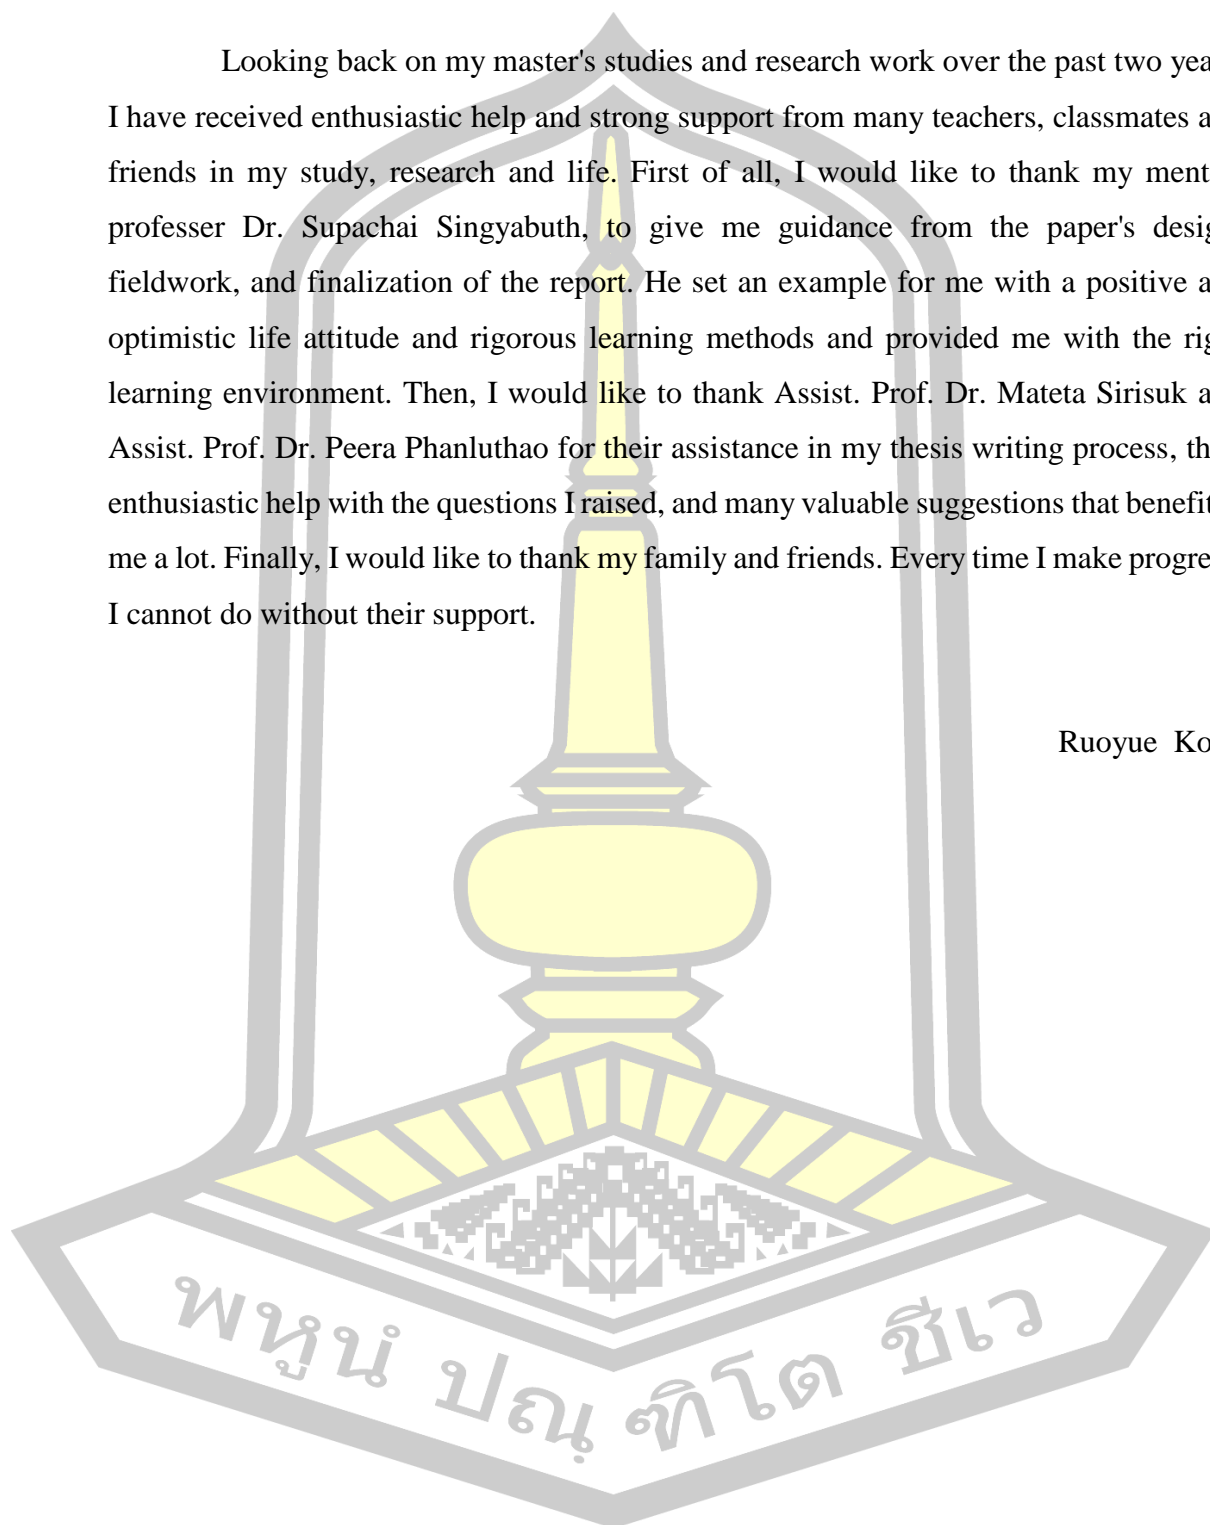 Looking back on my master's studies and research work over the past two yea
I have received enthusiastic help and strong support from many teachers, classmates a
friends in my study, research and life. First of all, I would like to thank my ment
professer Dr. Supachai Singyabuth, to give me guidance from the paper's desig
fieldwork, and finalization of the report. He set an example for me with a positive a
optimistic life attitude and rigorous learning methods and provided me with the rig
learning environment. Then, I would like to thank Assist. Prof. Dr. Mateta Sirisuk a
Assist. Prof. Dr. Peera Phanluthao for their assistance in my thesis writing process, th
enthusiastic help with the questions I raised, and many valuable suggestions that benefit
me a lot. Finally, I would like to thank my family and friends. Every time I make progre
I cannot do without their support.
Ruoyue Ko
พหูนํ ปณฺฑิโต ชีเว